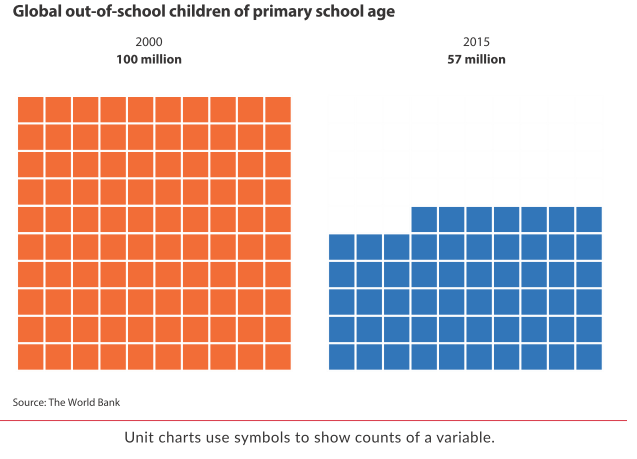 Global out-of-school children of primary school age
2000
100 million
2015
57 million
Source: The World Bank
Unit charts use symbols to show counts of a variable.